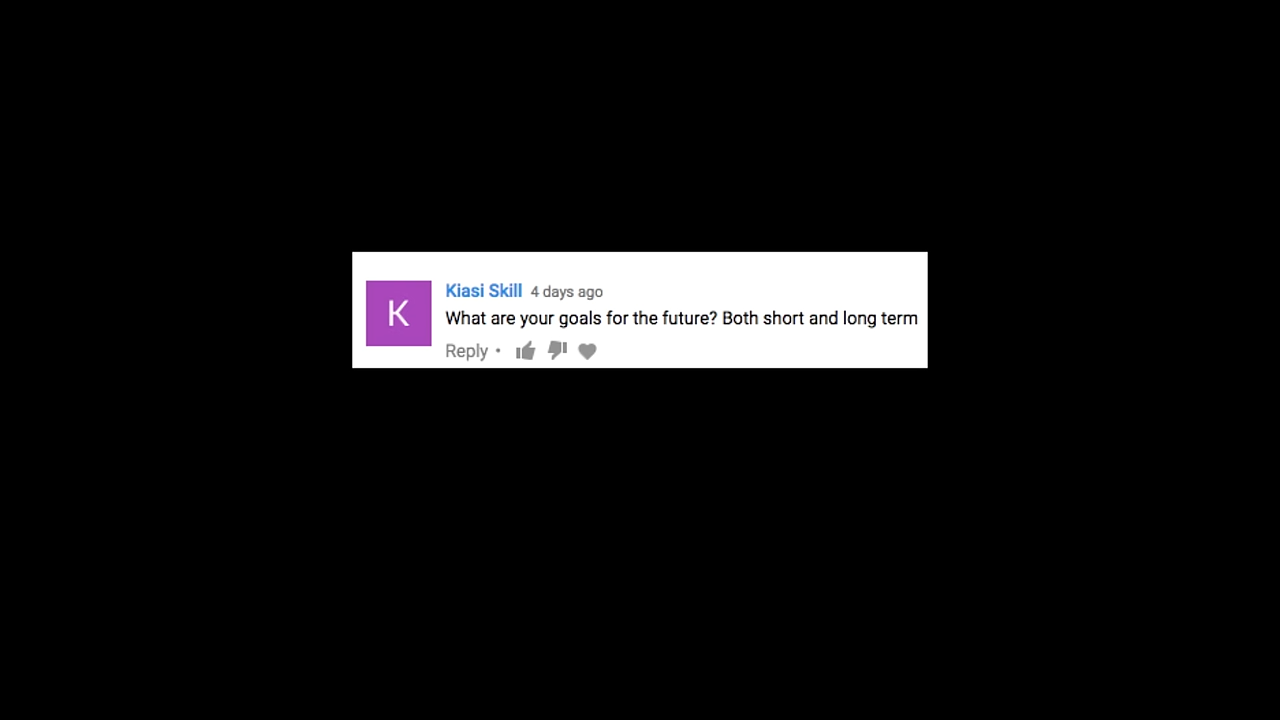 K
Kiasi Skill 4 days ago
What are your goals for the future? Both short and long term
Reply •